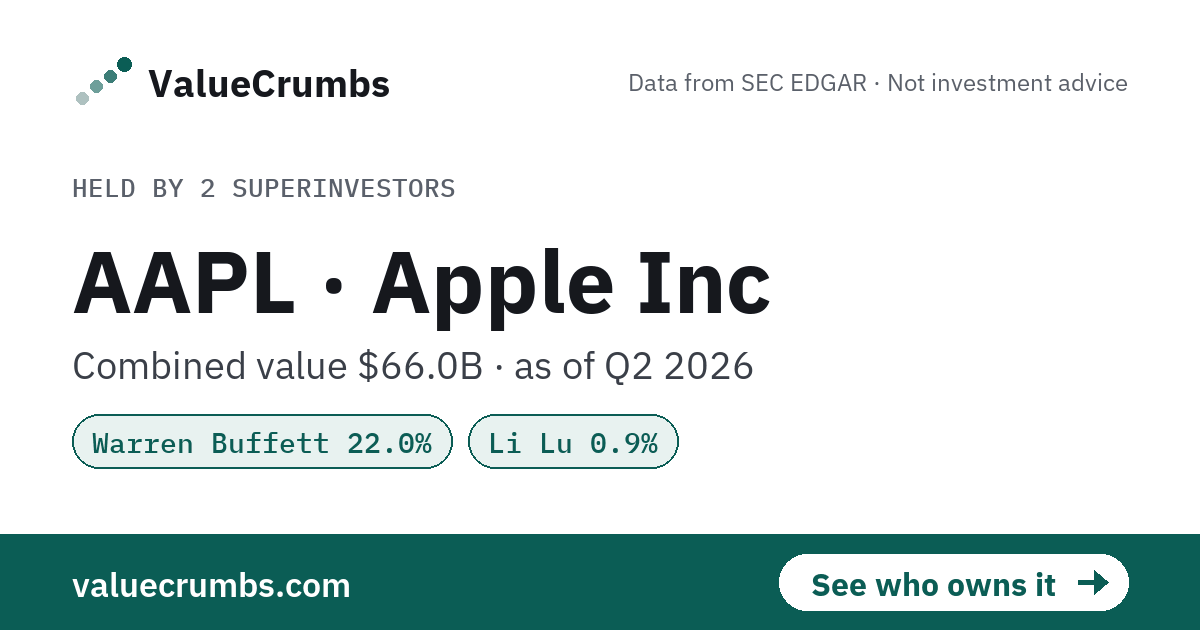 ValueCrumbs
Data from SEC EDGAR · Not investment advice
HELD BY 2 SUPERINVESTORS
AAPL · Apple Inc
Combined value $66.0B · as of Q2 2026
Warren Buffett 22.0%
Li Lu 0.9%
valuecrumbs.com
See who owns it →